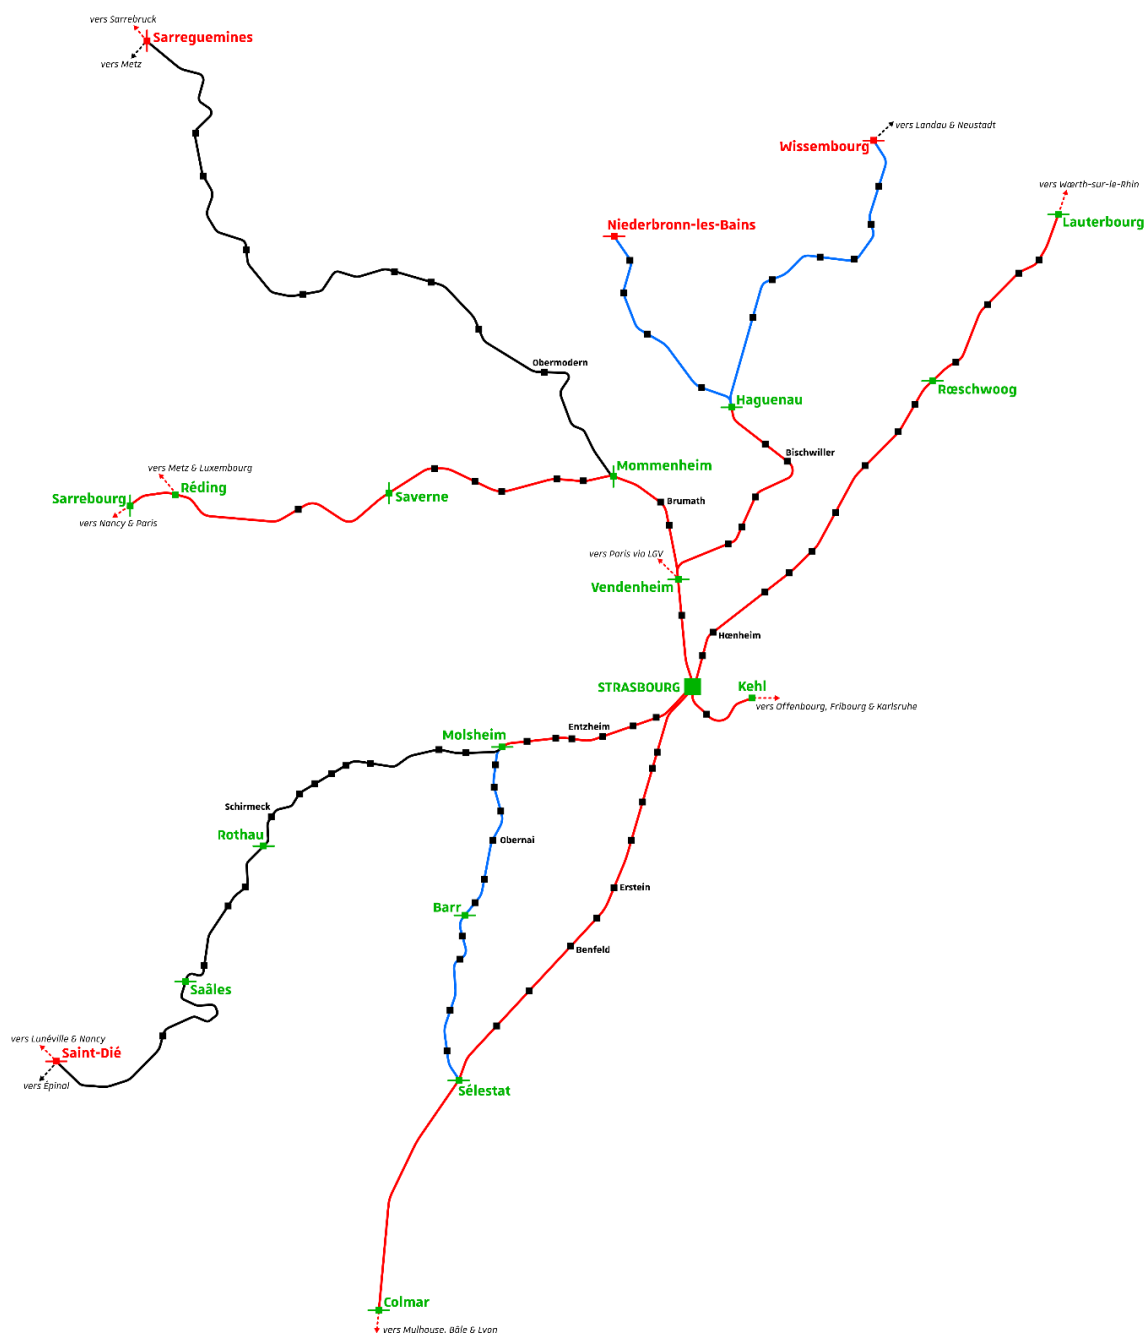 vers Sarrebruck
Sarreguemines
vers Metz
vers Landau & Neustadt
Wissembourg
vers Wœrth-sur-le-Rhin
Lauterbourg
Niederbronn-les-Bains
Obermodern
Rœschwoog
Haguenau
Bischwiller
Mommenheim
vers Metz & Luxembourg
Réding
Sarrebourg
Saverne
vers Nancy & Paris
Brumath
vers Paris via LGV
Vendenheim
Hœnheim
STRASBOURG
Kehl
vers Offenbourg, Fribourg & Karlsruhe
Entzheim
Molsheim
Schirmeck
Rothau
Obernai
Erstein
Barr
Benfeld
Saâles
vers Lunéville & Nancy
Saint-Dié
vers Épinal
Sélestat
Colmar
vers Mulhouse, Bâle & Lyon